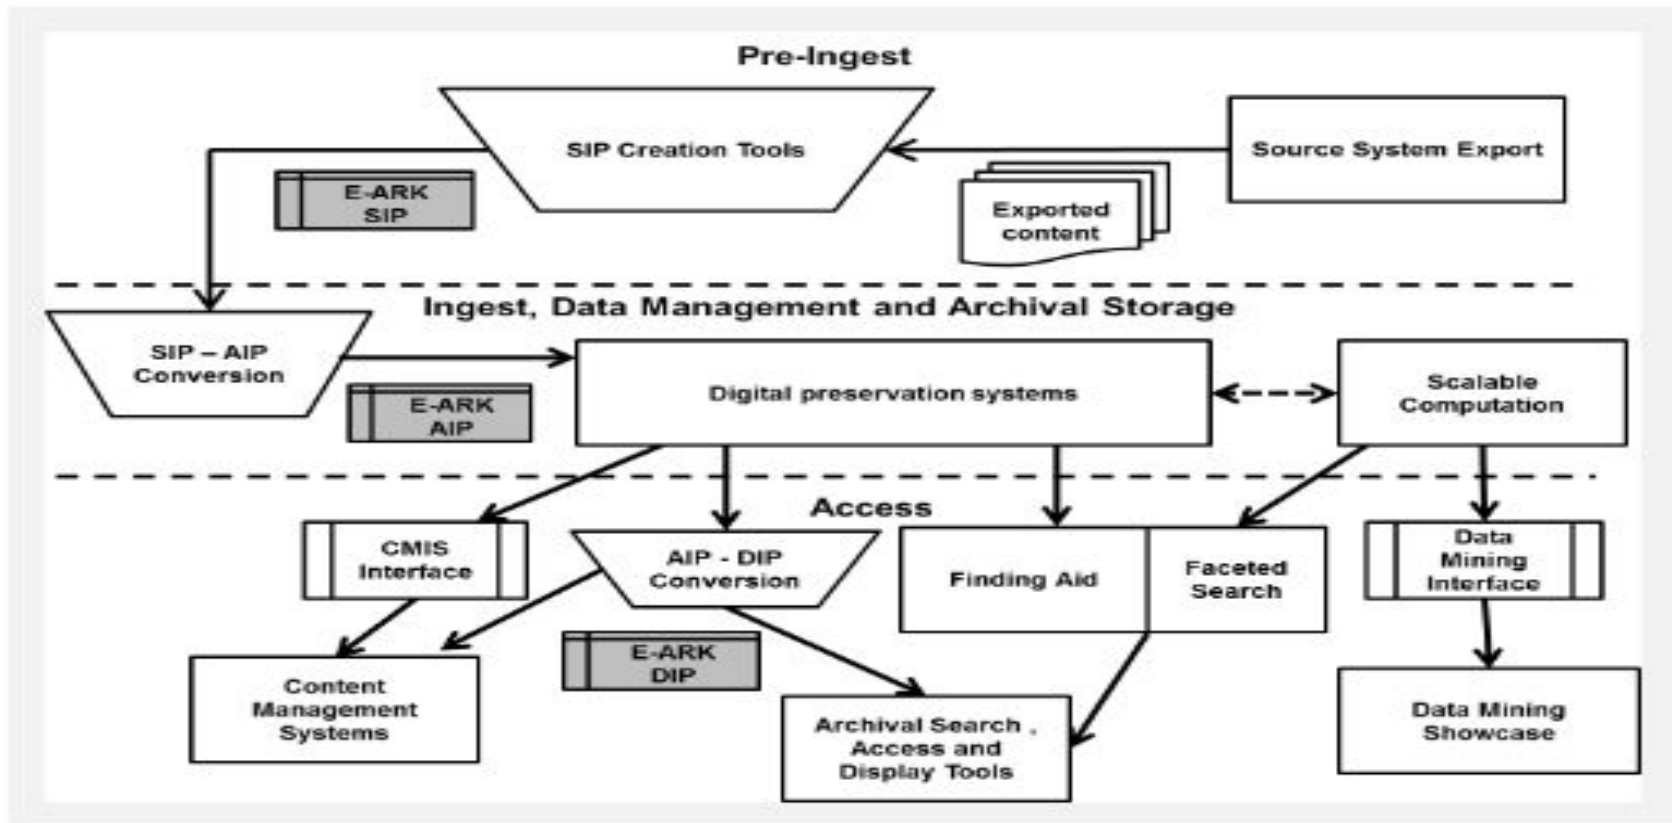 Pre-Ingest
SIP Creation Tools
Source System Export
E-ARK
SIP
Exported
content
Ingest, Data Management and Archival Storage
SIP – AIP
Conversion
E-ARK
AIP
Digital preservation systems
Scalable
Computation
Access
CMIS
Interface
AIP - DIP
Conversion
Finding Aid
Faceted
Search
Data
Mining
Interface
E-ARK
DIP
Content
Management
Systems
Archival Search ,
Access and
Display Tools
Data Mining
Showcase